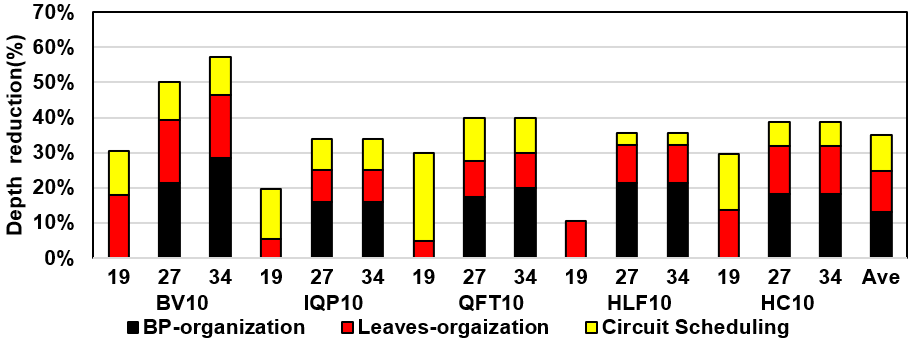 Depth reduction(%)
70%
60%
50%
40%
30%
20%
10%
0%
19 27 34 19 27 34 19 27 34 19 27 34 19 27 34 Ave
BV10 IQP10 QFT10 HLF10 HC10
BP-organization Leaves-orgaization Circuit Scheduling